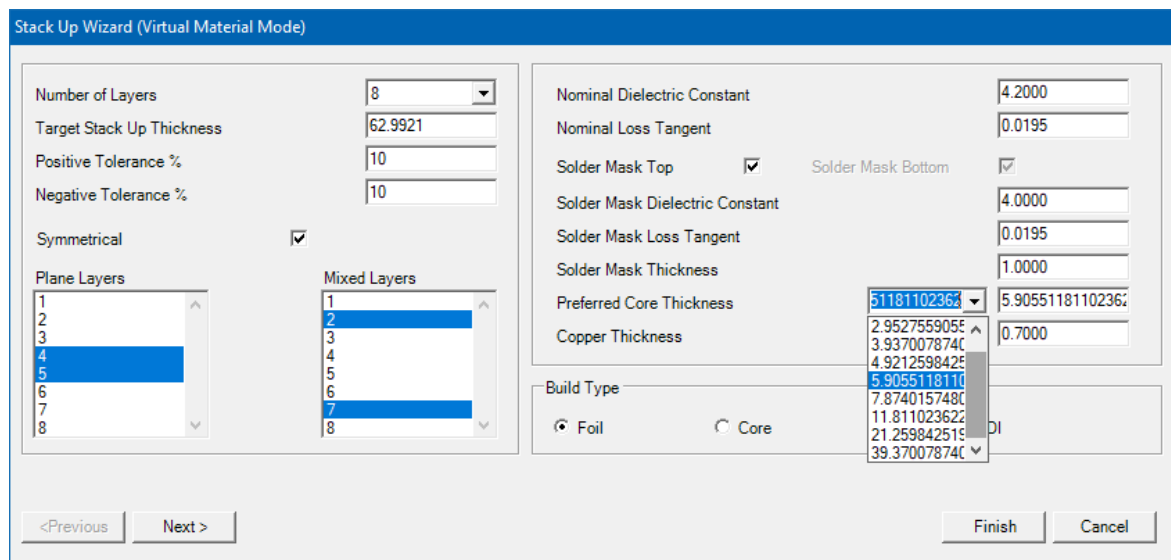 Stack Up Wizard (Virtual Material Mode)
Number of Layers 8
Target Stack Up Thickness 62.9921
Positive Tolerance % 10
Negative Tolerance % 10
Symmetrical
Plane Layers
1
2
3
4
5
6
7
8
Mixed Layers
1
2
3
4
5
6
7
8
Nominal Dielectric Constant 4.2000
Nominal Loss Tangent 0.0195
Solder Mask Top Solder Mask Bottom
Solder Mask Dielectric Constant 4.0000
Solder Mask Loss Tangent 0.0195
Solder Mask Thickness 1.0000
Preferred Core Thickness 51181102362 5.90551181102362
Copper Thickness 0.7000
2.9527559055
3.9370078740
4.9212598425
5.9055118110
7.8740157480
11.811023622
21.259842519
39.370078740
Build Type
Foil Core DI
<Previous Next > Finish Cancel